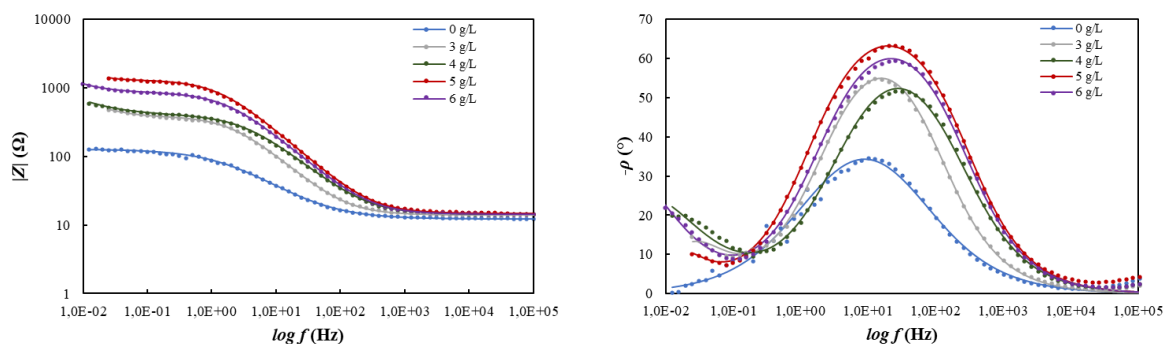 10000
1000
100
10
1
|Z| (Ω)
1,0E-02 1,0E-01 1,0E+00 1,0E+01 1,0E+02 1,0E+03 1,0E+04 1,0E+05
log f (Hz)
0 g/L
3 g/L
4 g/L
5 g/L
6 g/L
70
60
50
40
30
20
10
0
-ρ (°)
1,0E-02 1,0E-01 1,0E+00 1,0E+01 1,0E+02 1,0E+03 1,0E+04 1,0E+05
log f (Hz)
0 g/L
3 g/L
4 g/L
5 g/L
6 g/L